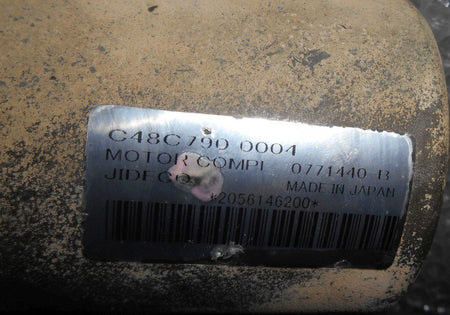 C48C790 0004
MOTOR COMPL 0771440-B
JIDECO MADE IN JAPAN
*2056146200*